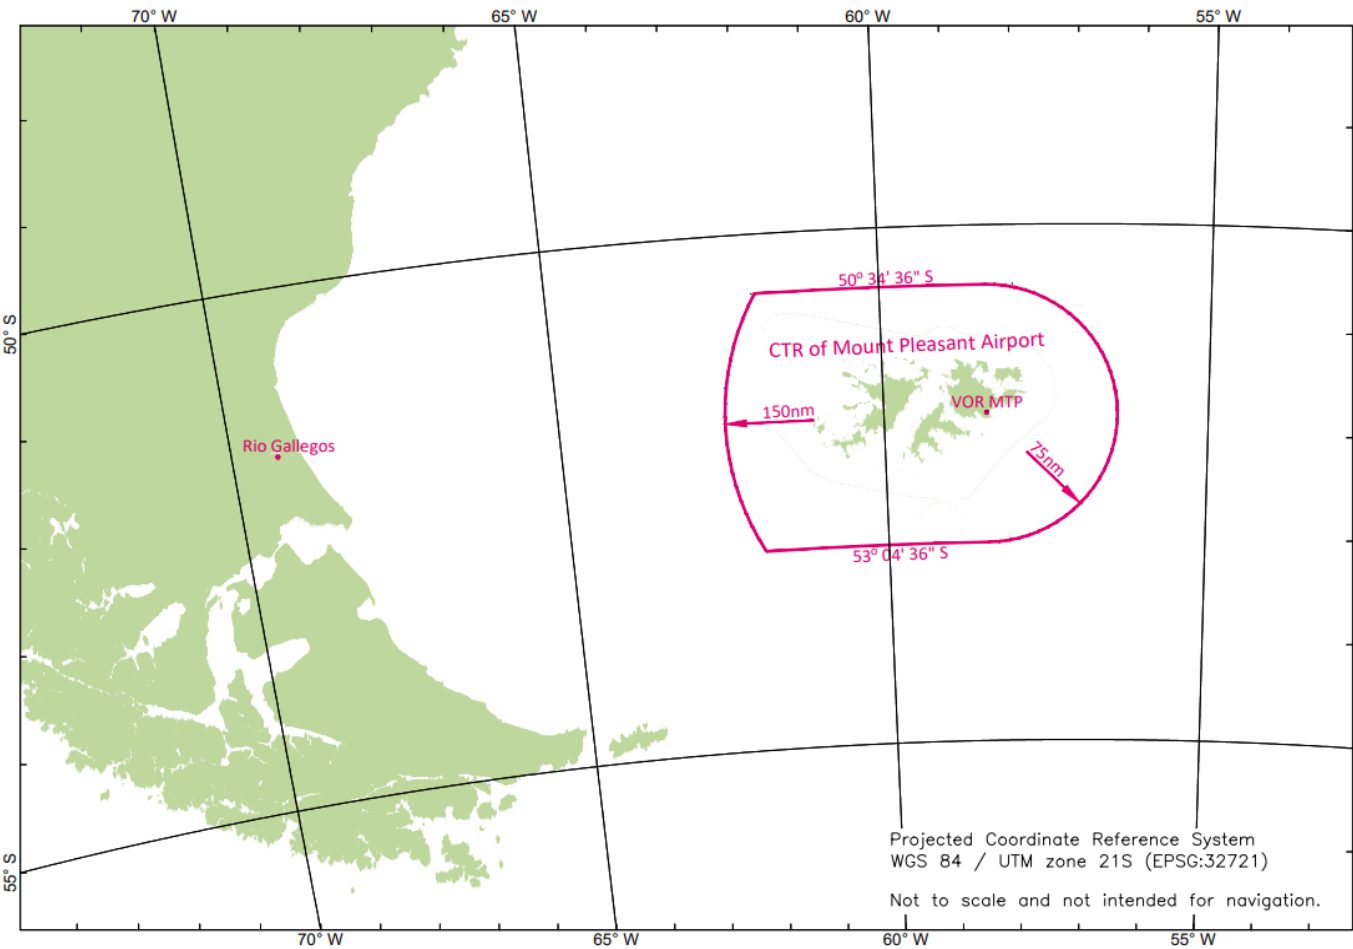 70° W
65° W
60° W
55° W
50° S
50º 34' 36" S
CTR of Mount Pleasant Airport
VOR MTP
150nm
75nm
Rio Gallegos
53º 04' 36" S
Projected Coordinate Reference System
WGS 84 / UTM zone 21S (EPSG:32721)
55° S
Not to scale and not intended for navigation.
70° W
65° W
60° W
55° W